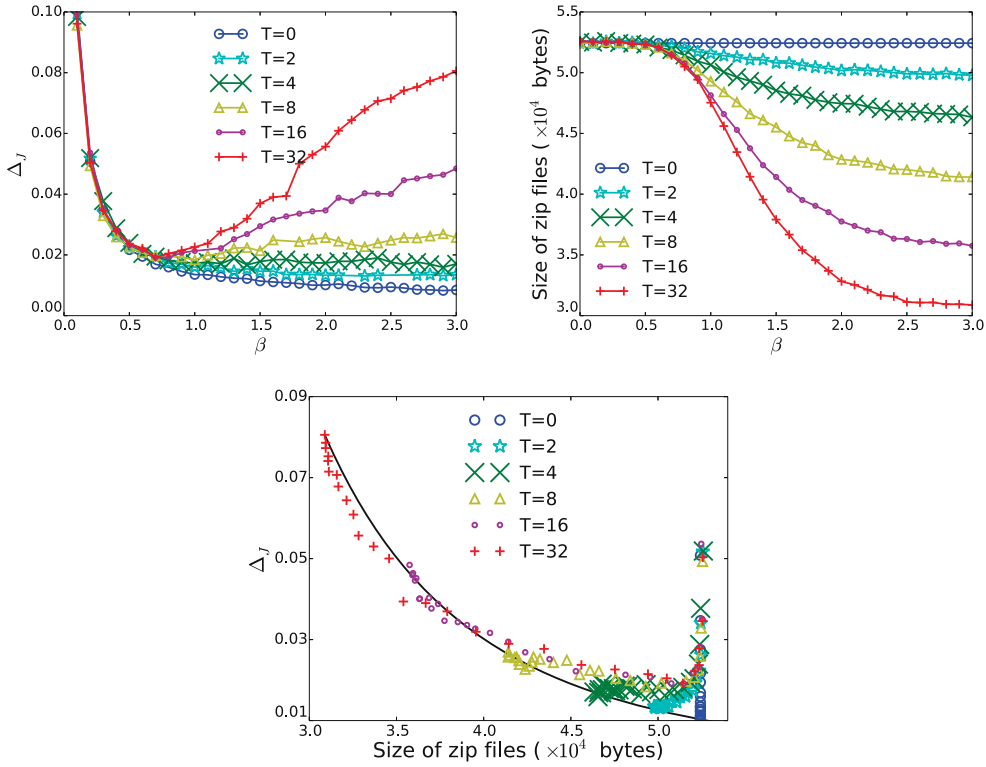 0.10
0.08
0.06
0.04
0.02
0.00
Δ_J
0.0 0.5 1.0 1.5 2.0 2.5 3.0
β
T=0
T=2
T=4
T=8
T=16
T=32
5.5
5.0
4.5
4.0
3.5
3.0
Size of zip files (×10⁴ bytes)
0.0 0.5 1.0 1.5 2.0 2.5 3.0
β
T=0
T=2
T=4
T=8
T=16
T=32
0.09
0.07
0.05
0.03
0.01
Δ_J
3.0 3.5 4.0 4.5 5.0
Size of zip files (×10⁴ bytes)
T=0
T=2
T=4
T=8
T=16
T=32